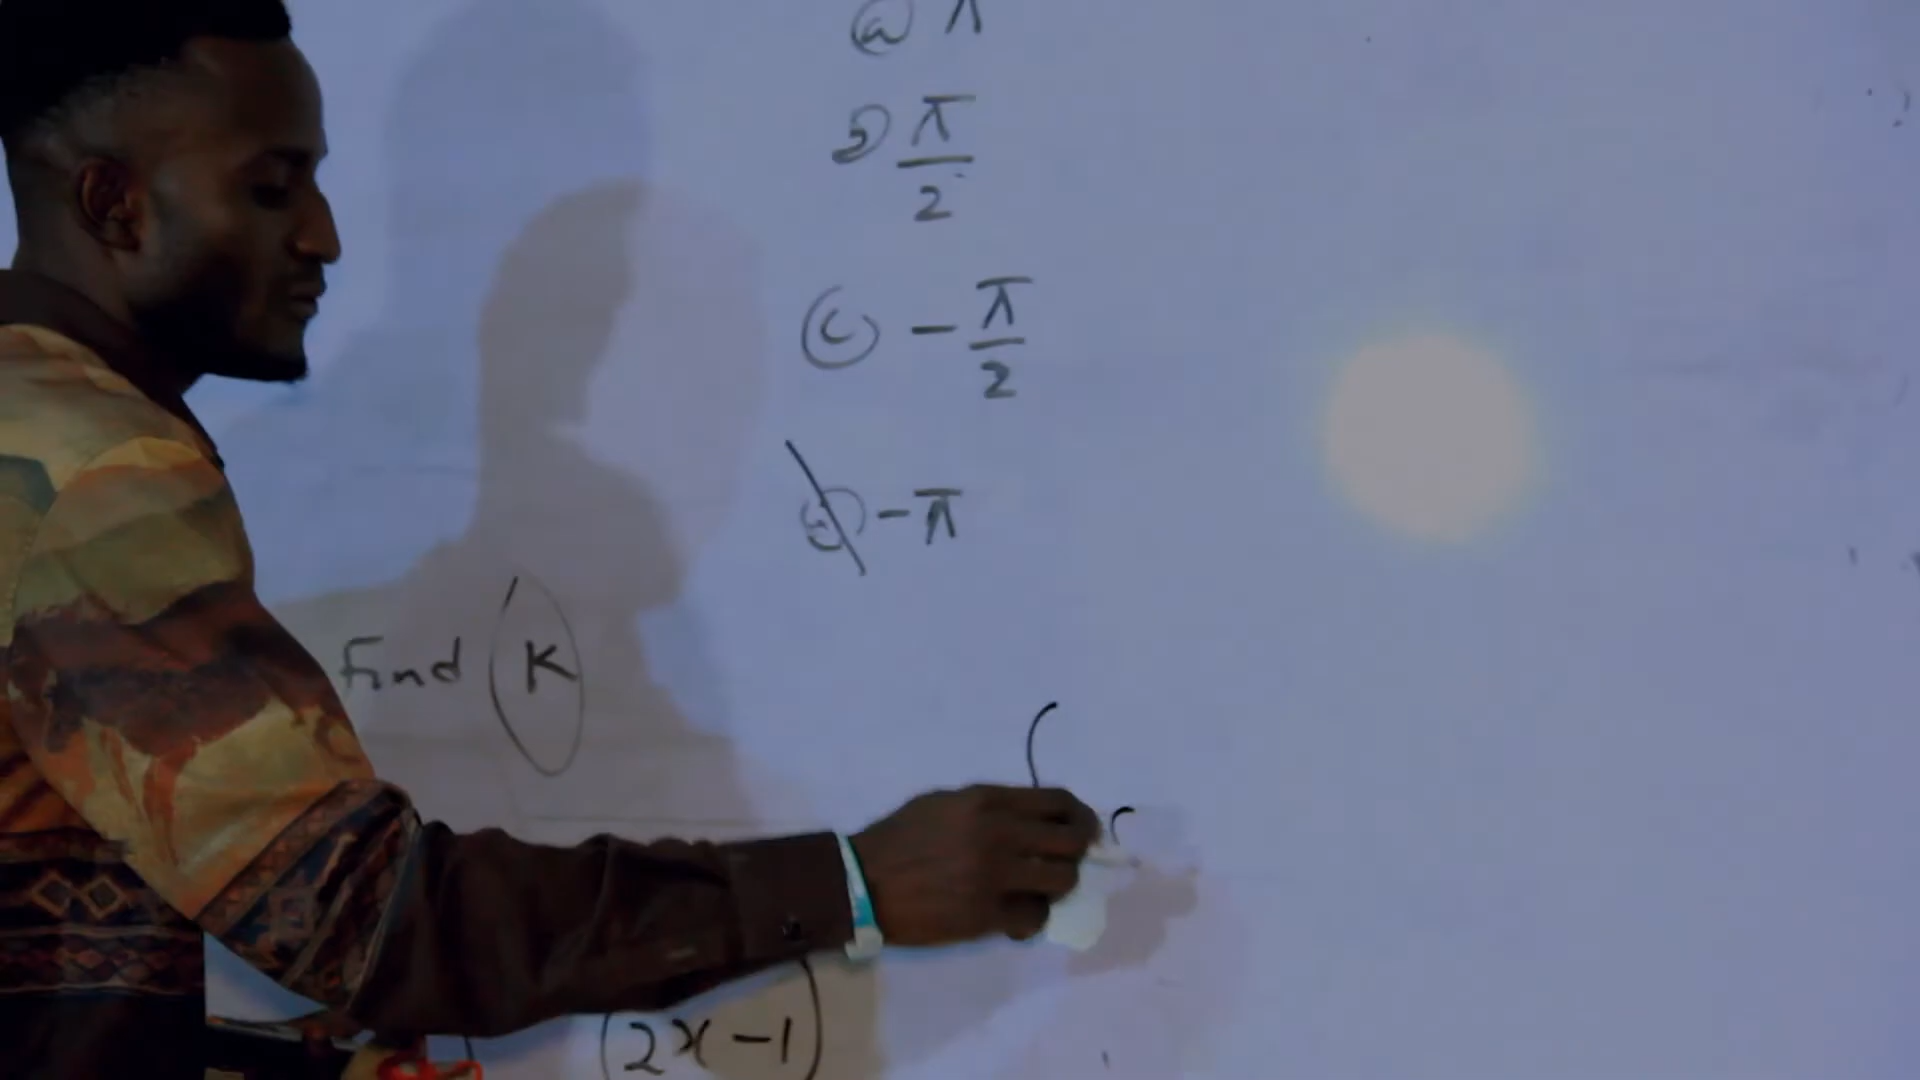 (a) π
(b) π/2
(c) - π/2
- π
Find (K)
(2x-1)